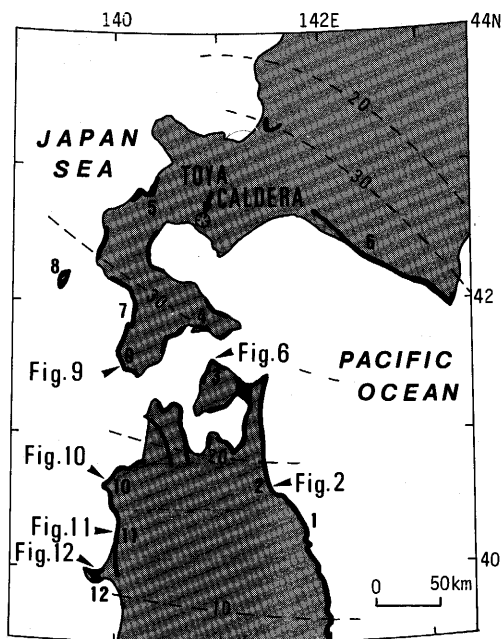 140
142E
44N
JAPAN
SEA
20
30
TOYA
CALDERA
5
6
8
42
7
20
4
9
Fig.9
Fig.6
3
PACIFIC
OCEAN
Fig.10
20
10
2
Fig.2
1
Fig.11
11
Fig.12
40
12
10
0 50km